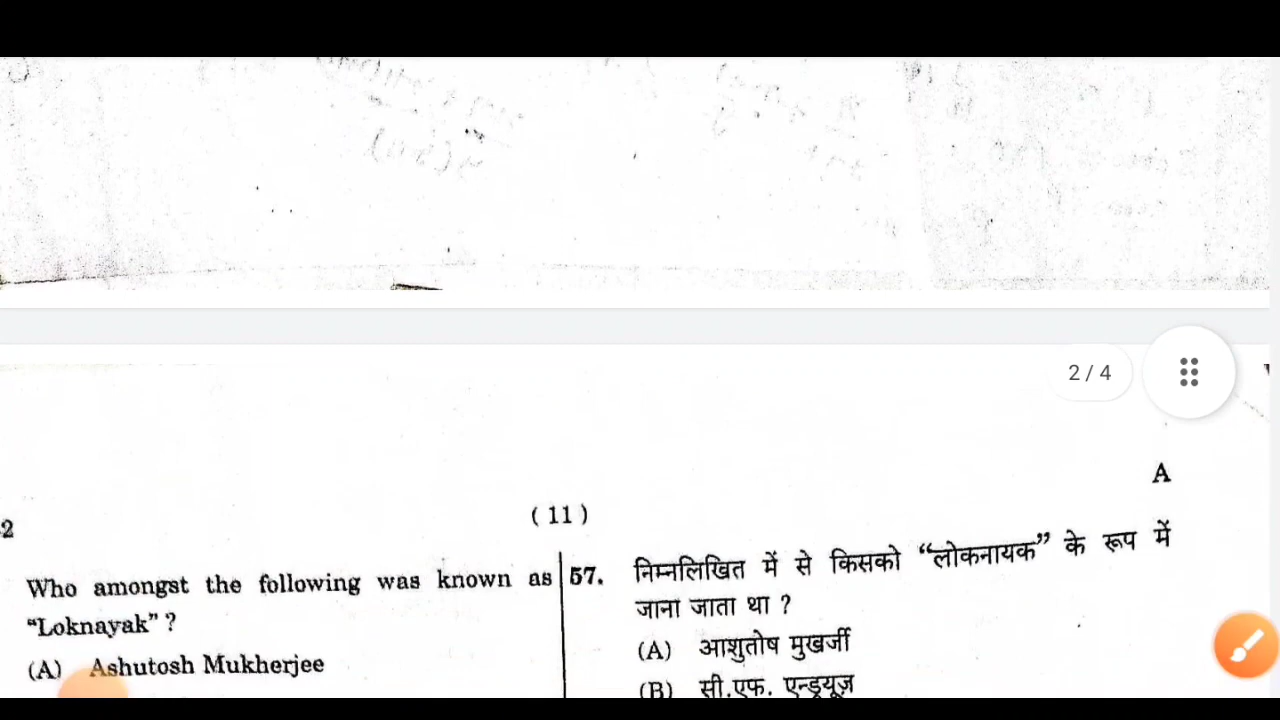 2 / 4
A
( 11 )
2
Who amongst the following was known as
"Loknayak" ?
(A) Ashutosh Mukherjee
57. निम्नलिखित में से किसको "लोकनायक" के रूप में
जाना जाता था ?
(A) आशुतोष मुखर्जी
(B) सी.एफ. एन्ड्रयूज़